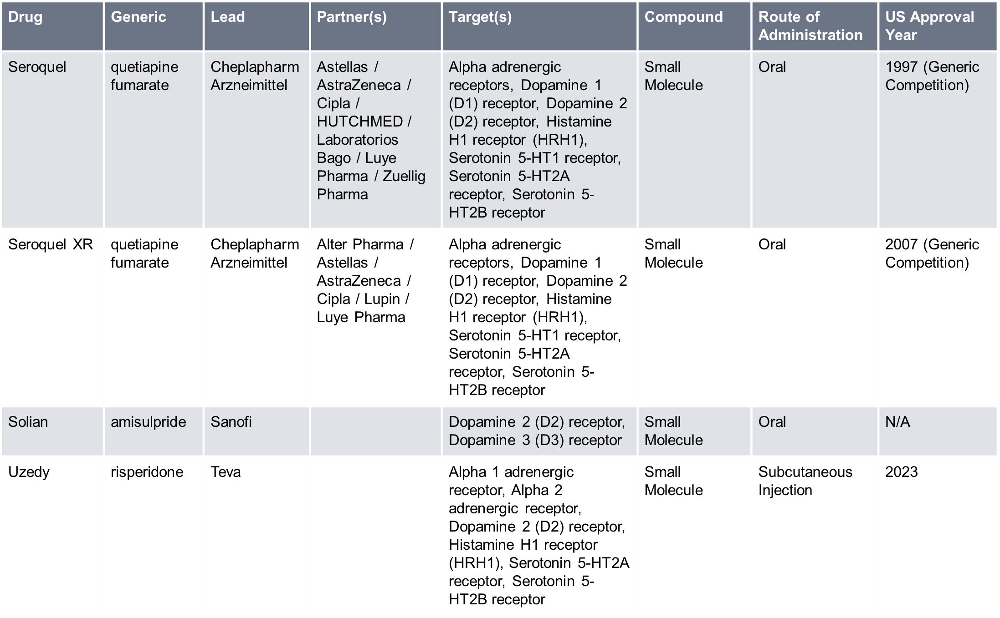 Drug
Generic
Lead
Partner(s)
Target(s)
Compound
Route of
Administration
US Approval
Year
Seroquel
quetiapine
fumarate
Cheplapharm
Arzneimittel
Astellas /
AstraZeneca /
Cipla /
HUTCHMED /
Laboratorios
Bago / Luye
Pharma / Zuellig
Pharma
Alpha adrenergic
receptors, Dopamine 1
(D1) receptor, Dopamine 2
(D2) receptor, Histamine
H1 receptor (HRH1),
Serotonin 5-HT1 receptor,
Serotonin 5-HT2A
receptor, Serotonin 5-
HT2B receptor
Small
Molecule
Oral
1997 (Generic
Competition)
Seroquel XR
quetiapine
fumarate
Cheplapharm
Arzneimittel
Alter Pharma /
Astellas /
AstraZeneca /
Cipla / Lupin /
Luye Pharma
Alpha adrenergic
receptors, Dopamine 1
(D1) receptor, Dopamine 2
(D2) receptor, Histamine
H1 receptor (HRH1),
Serotonin 5-HT1 receptor,
Serotonin 5-HT2A
receptor, Serotonin 5-
HT2B receptor
Small
Molecule
Oral
2007 (Generic
Competition)
Solian
amisulpride
Sanofi
Dopamine 2 (D2) receptor,
Dopamine 3 (D3) receptor
Small
Molecule
Oral
N/A
Uzedy
risperidone
Teva
Alpha 1 adrenergic
receptor, Alpha 2
adrenergic receptor,
Dopamine 2 (D2) receptor,
Histamine H1 receptor
(HRH1), Serotonin 5-HT2A
receptor, Serotonin 5-
HT2B receptor
Small
Molecule
Subcutaneous
Injection
2023